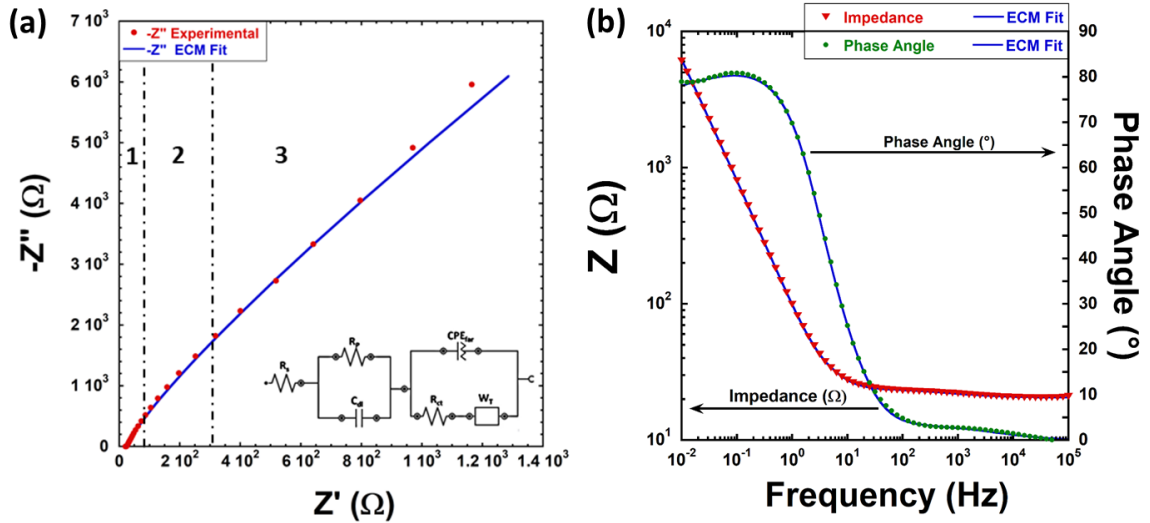 (a)
-Z" Experimental
-Z" ECM Fit
1
2
3
7 10³
6 10³
5 10³
4 10³
3 10³
2 10³
1 10³
0
-Z" (Ω)
Rs
Rp
Cdl
CPEfar
Rct
WT
0
2 10²
4 10²
6 10²
8 10²
1 10³
1.2 10³
1.4 10³
Z' (Ω)
(b)
Impedance
ECM Fit
Phase Angle
ECM Fit
10⁴
10³
10²
10¹
Z (Ω)
Phase Angle (°)
Impedance (Ω)
90
80
70
60
50
40
30
20
10
0
Phase Angle (°)
10⁻²
10⁻¹
10⁰
10¹
10²
10³
10⁴
10⁵
Frequency (Hz)